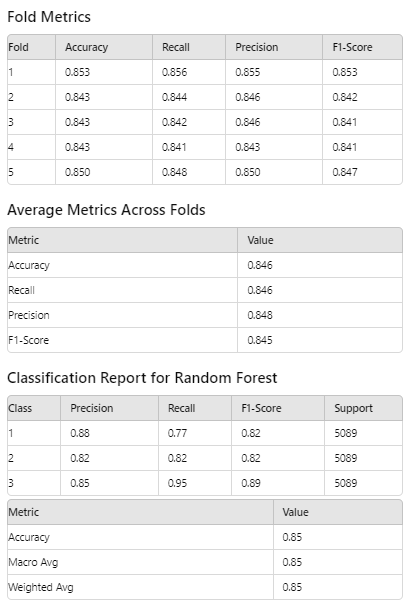 Fold Metrics
Fold Accuracy Recall Precision F1-Score
1 0.853 0.856 0.855 0.853
2 0.843 0.844 0.846 0.842
3 0.843 0.842 0.846 0.841
4 0.843 0.841 0.843 0.841
5 0.850 0.848 0.850 0.847
Average Metrics Across Folds
Metric Value
Accuracy 0.846
Recall 0.846
Precision 0.848
F1-Score 0.845
Classification Report for Random Forest
Class Precision Recall F1-Score Support
1 0.88 0.77 0.82 5089
2 0.82 0.82 0.82 5089
3 0.85 0.95 0.89 5089
Metric Value
Accuracy 0.85
Macro Avg 0.85
Weighted Avg 0.85